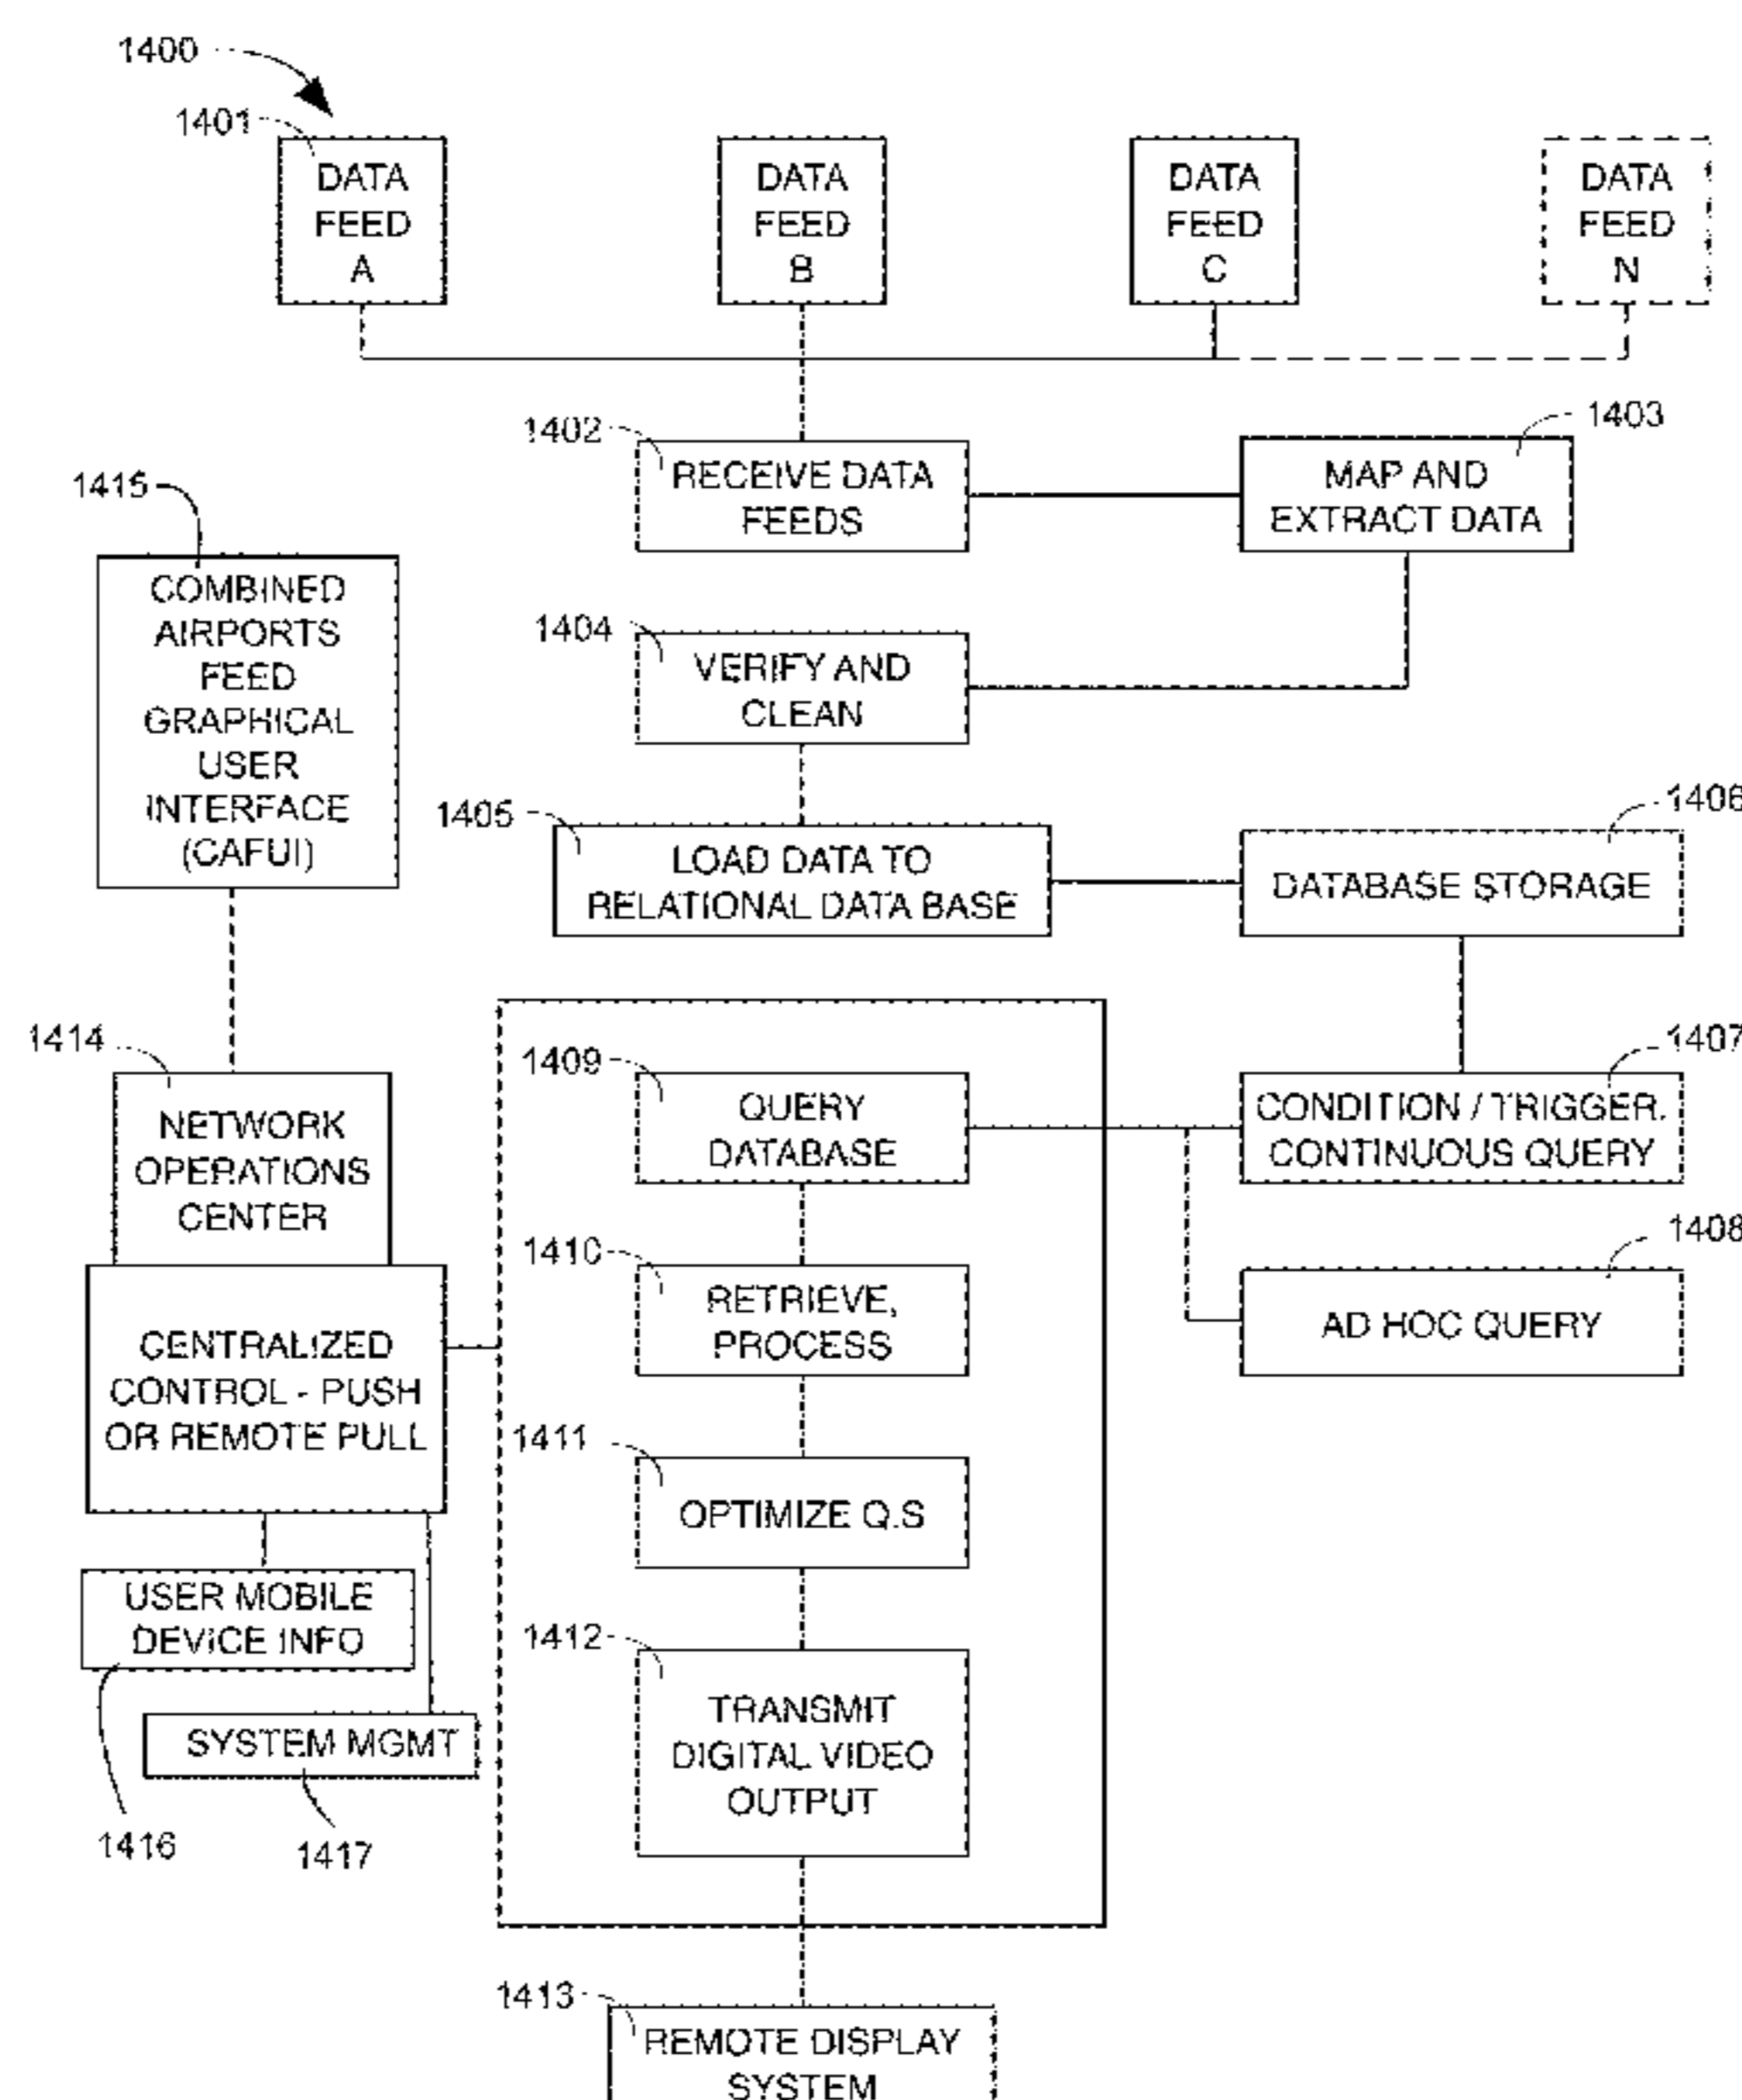 1400
1401
DATA
FEED
A
DATA
FEED
B
DATA
FEED
C
DATA
FEED
N
1402
RECEIVE DATA
FEEDS
1403
MAP AND
EXTRACT DATA
1415
COMBINED
AIRPORTS
FEED
GRAPHICAL
USER
INTERFACE
(CAFUI)
1404
VERIFY AND
CLEAN
1405
LOAD DATA TO
RELATIONAL DATA BASE
1406
DATABASE STORAGE
1414
NETWORK
OPERATIONS
CENTER
CENTRALIZED
CONTROL - PUSH
OR REMOTE PULL
1409
QUERY
DATABASE
1407
CONDITION / TRIGGER,
CONTINUOUS QUERY
1408
AD HOC QUERY
1410
RETRIEVE,
PROCESS
1411
OPTIMIZE Q.S
1412
TRANSMIT
DIGITAL VIDEO
OUTPUT
USER MOBILE
DEVICE INFO
SYSTEM MGMT
1416
1417
1413
REMOTE DISPLAY
SYSTEM